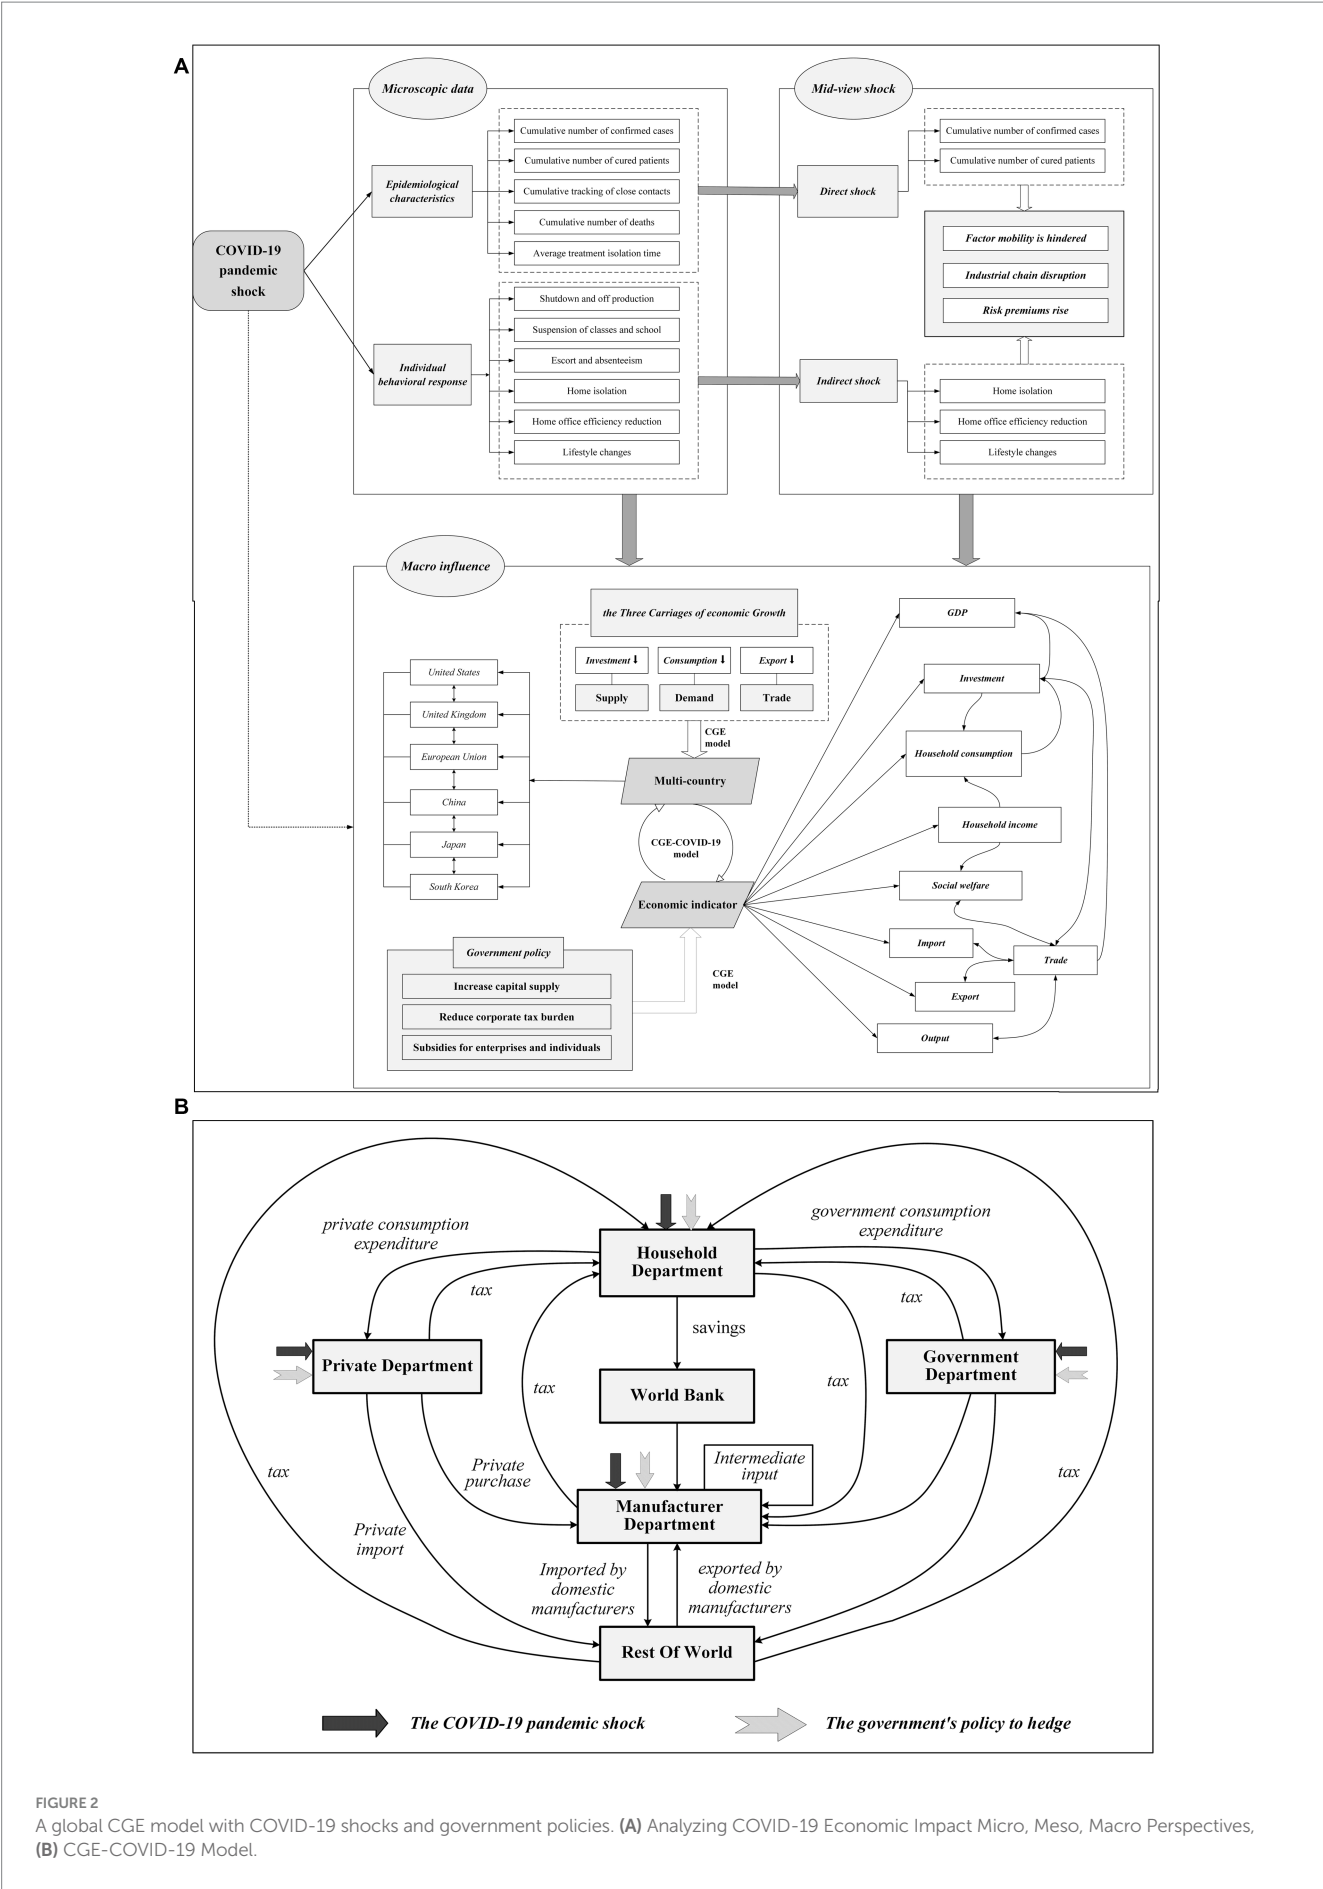 A
Microscopic data
Mid-view shock
Cumulative number of confirmed cases
Cumulative number of cured patients
Cumulative tracking of close contacts
Cumulative number of deaths
Average treatment isolation time
Epidemiological
characteristics
COVID-19
pandemic
shock
Individual
behavioral response
Shutdown and off production
Suspension of classes and school
Escort and absenteeism
Home isolation
Home office efficiency reduction
Lifestyle changes
Direct shock
Cumulative number of confirmed cases
Cumulative number of cured patients
Factor mobility is hindered
Industrial chain disruption
Risk premiums rise
Indirect shock
Home isolation
Home office efficiency reduction
Lifestyle changes
Macro influence
the Three Carriages of economic Growth
Investment ⬇
Consumption ⬇
Export ⬇
Supply
Demand
Trade
CGE
model
United States
United Kingdom
European Union
China
Japan
South Korea
Multi-country
CGE-COVID-19
model
Economic indicator
CGE
model
Government policy
Increase capital supply
Reduce corporate tax burden
Subsidies for enterprises and individuals
GDP
Investment
Household consumption
Household income
Social welfare
Import
Trade
Export
Output
B
private consumption
expenditure
government consumption
expenditure
Household
Department
tax
tax
savings
Private Department
Government
Department
World Bank
tax
tax
tax
tax
Private
purchase
Intermediate
input
Manufacturer
Department
Private
import
Imported by
domestic
manufacturers
exported by
domestic
manufacturers
Rest Of World
The COVID-19 pandemic shock
The government's policy to hedge
FIGURE 2
A global CGE model with COVID-19 shocks and government policies. (A) Analyzing COVID-19 Economic Impact Micro, Meso, Macro Perspectives,
(B) CGE-COVID-19 Model.